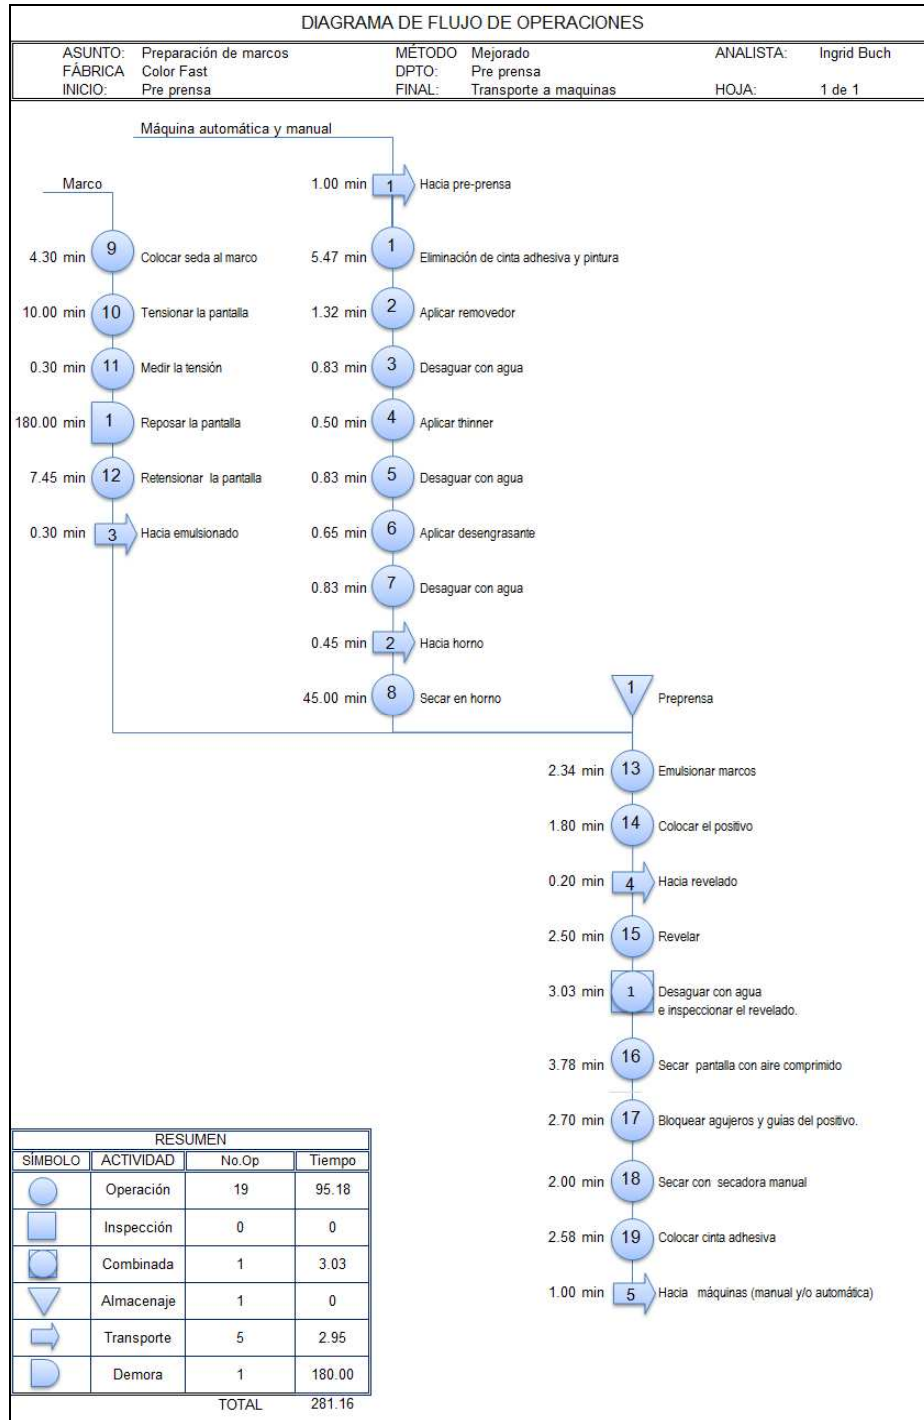 DIAGRAMA DE FLUJO DE OPERACIONES
ASUNTO: Preparación de marcos MÉTODO Mejorado ANALISTA: Ingrid Buch
FÁBRICA Color Fast DPTO: Pre prensa
INICIO: Pre prensa FINAL: Transporte a maquinas HOJA: 1 de 1
Máquina automática y manual
1.00 min 1 Hacia pre-prensa
5.47 min 1 Eliminación de cinta adhesiva y pintura
1.32 min 2 Aplicar removedor
0.83 min 3 Desaguar con agua
0.50 min 4 Aplicar thinner
0.83 min 5 Desaguar con agua
0.65 min 6 Aplicar desengrasante
0.83 min 7 Desaguar con agua
0.45 min 2 Hacia horno
45.00 min 8 Secar en horno
Marco
4.30 min 9 Colocar seda al marco
10.00 min 10 Tensionar la pantalla
0.30 min 11 Medir la tensión
180.00 min 1 Reposar la pantalla
7.45 min 12 Retensionar la pantalla
0.30 min 3 Hacia emulsionado
1 Preprensa
2.34 min 13 Emulsionar marcos
1.80 min 14 Colocar el positivo
0.20 min 4 Hacia revelado
2.50 min 15 Revelar
3.03 min 1 Desaguar con agua
e inspeccionar el revelado.
3.78 min 16 Secar pantalla con aire comprimido
2.70 min 17 Bloquear agujeros y guías del positivo.
2.00 min 18 Secar con secadora manual
2.58 min 19 Colocar cinta adhesiva
1.00 min 5 Hacia máquinas (manual y/o automática)
RESUMEN
SÍMBOLO ACTIVIDAD No.Op Tiempo
Operación 19 95.18
Inspección 0 0
Combinada 1 3.03
Almacenaje 1 0
Transporte 5 2.95
Demora 1 180.00
TOTAL 281.16